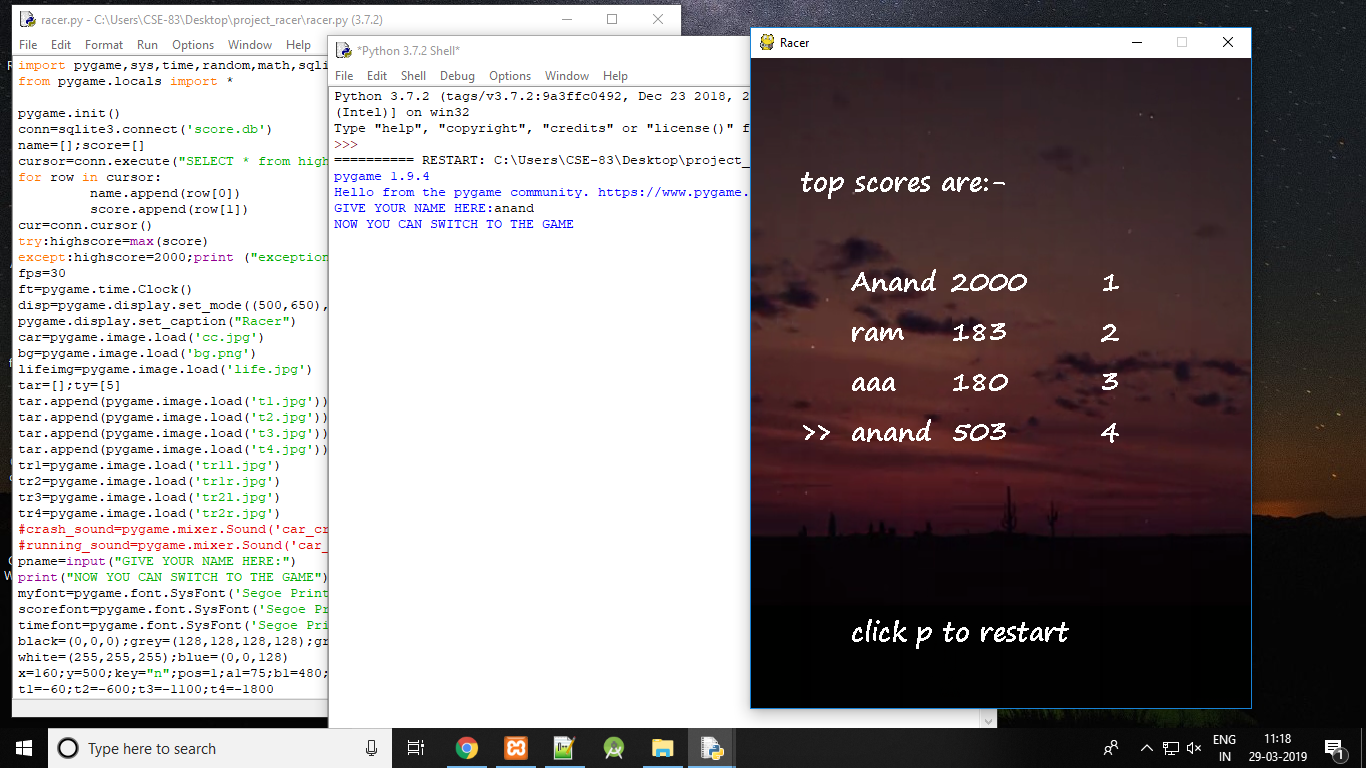 racer.py - C:\Users\CSE-83\Desktop\project_racer\racer.py (3.7.2)
File Edit Format Run Options Window Help
import pygame,sys,time,random,math,sqli
from pygame.locals import *
pygame.init()
conn=sqlite3.connect('score.db')
name=[];score=[]
cursor=conn.execute("SELECT * from high
for row in cursor:
name.append(row[0])
score.append(row[1])
cur=conn.cursor()
try:highscore=max(score)
except:highscore=2000;print ("exception
fps=30
ft=pygame.time.Clock()
disp=pygame.display.set_mode((500,650),
pygame.display.set_caption("Racer")
car=pygame.image.load('cc.jpg')
bg=pygame.image.load('bg.png')
lifeimg=pygame.image.load('life.jpg')
tar=[];ty=[5]
tar.append(pygame.image.load('t1.jpg'))
tar.append(pygame.image.load('t2.jpg'))
tar.append(pygame.image.load('t3.jpg'))
tar.append(pygame.image.load('t4.jpg'))
tr1=pygame.image.load('tr1l.jpg')
tr2=pygame.image.load('tr1r.jpg')
tr3=pygame.image.load('tr2l.jpg')
tr4=pygame.image.load('tr2r.jpg')
#crash_sound=pygame.mixer.Sound('car_cr
#running_sound=pygame.mixer.Sound('car_
pname=input("GIVE YOUR NAME HERE:")
print("NOW YOU CAN SWITCH TO THE GAME")
myfont=pygame.font.SysFont('Segoe Print
scorefont=pygame.font.SysFont('Segoe Pr
timefont=pygame.font.SysFont('Segoe Pri
black=(0,0,0);grey=(128,128,128);gr
white=(255,255,255);blue=(0,0,128)
x=160;y=500;key="n";pos=1;a1=75;b1=480;
t1=-60;t2=-600;t3=-1100;t4=-1800
*Python 3.7.2 Shell*
File Edit Shell Debug Options Window Help
Python 3.7.2 (tags/v3.7.2:9a3ffc0492, Dec 23 2018, 2
(Intel)] on win32
Type "help", "copyright", "credits" or "license()" f
>>>
========== RESTART: C:\Users\CSE-83\Desktop\project_
pygame 1.9.4
Hello from the pygame community. https://www.pygame.
GIVE YOUR NAME HERE:anand
NOW YOU CAN SWITCH TO THE GAME
Racer
top scores are:-
Anand 2000 1
ram 183 2
aaa 180 3
>> anand 503 4
click p to restart
Type here to search
ENG
IN
11:18
29-03-2019
1